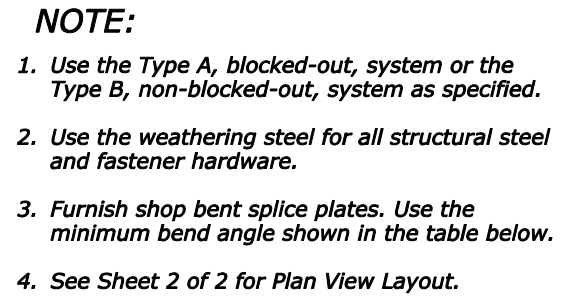 NOTE:
1. Use the Type A, blocked-out, system or the
Type B, non-blocked-out, system as specified.
2. Use the weathering steel for all structural steel
and fastener hardware.
3. Furnish shop bent splice plates. Use the
minimum bend angle shown in the table below.
4. See Sheet 2 of 2 for Plan View Layout.